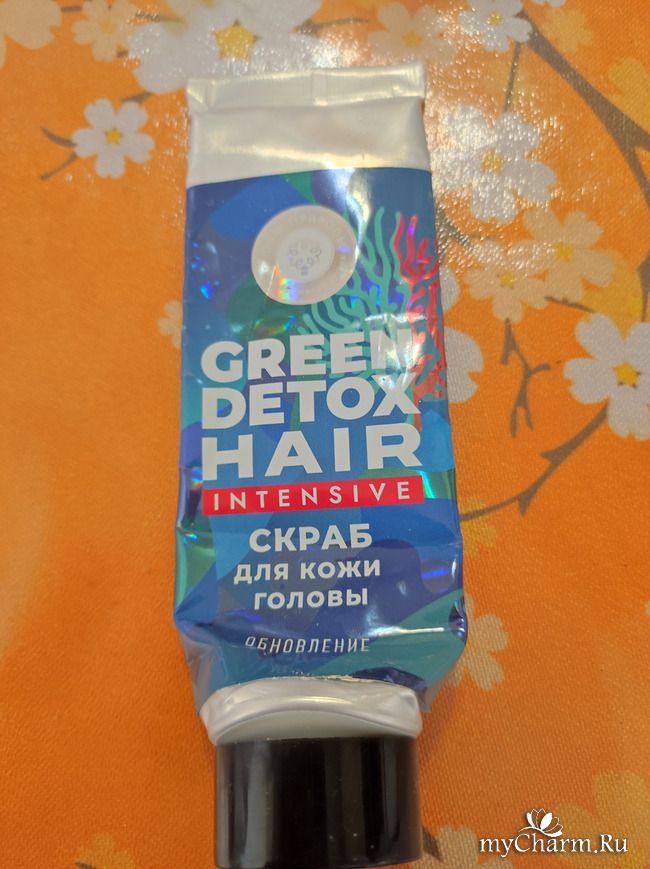 GREEN
DETOX
HAIR
INTENSIVE
СКРАБ
ДЛЯ КОЖИ
ГОЛОВЫ
ОБНОВЛЕНИЕ
myCharm.Ru